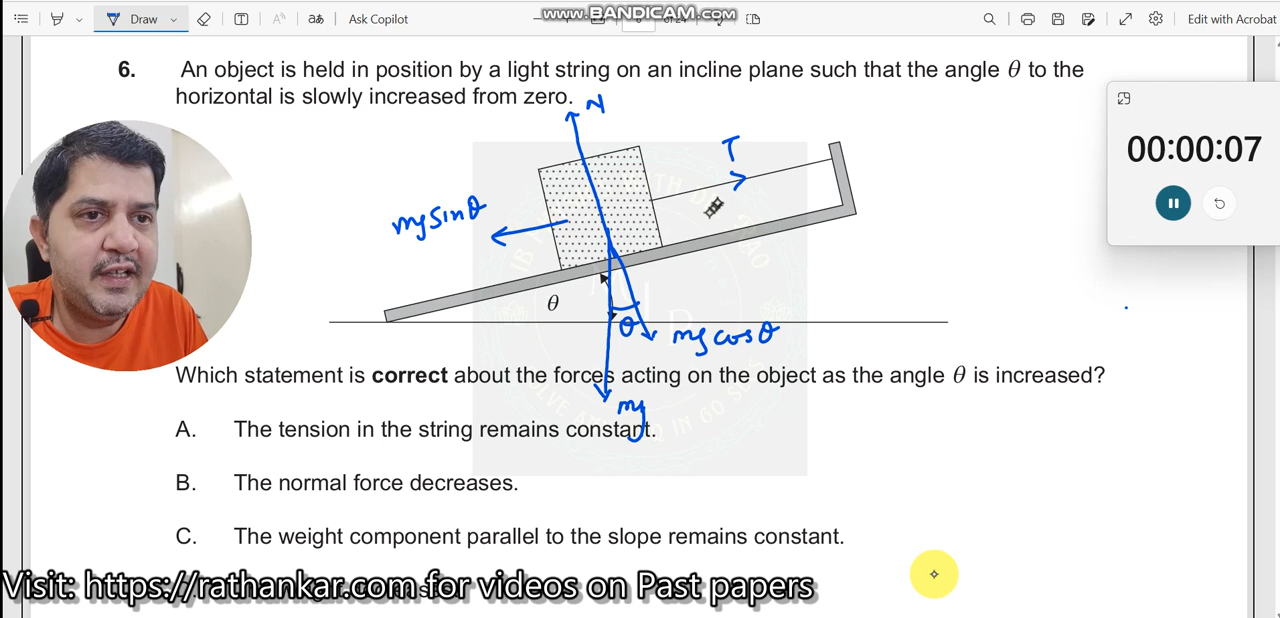 Draw
Ask Copilot
www.BANDICAM.com
Edit with Acrobat
6. An object is held in position by a light string on an incline plane such that the angle θ to the
horizontal is slowly increased from zero.
00:00:07
N
T
mg sinθ
θ
θ
mg cosθ
Which statement is correct about the forces acting on the object as the angle θ is increased?
mg
A. The tension in the string remains constant.
B. The normal force decreases.
C. The weight component parallel to the slope remains constant.
Visit: https://rathankar.com for videos on Past papers